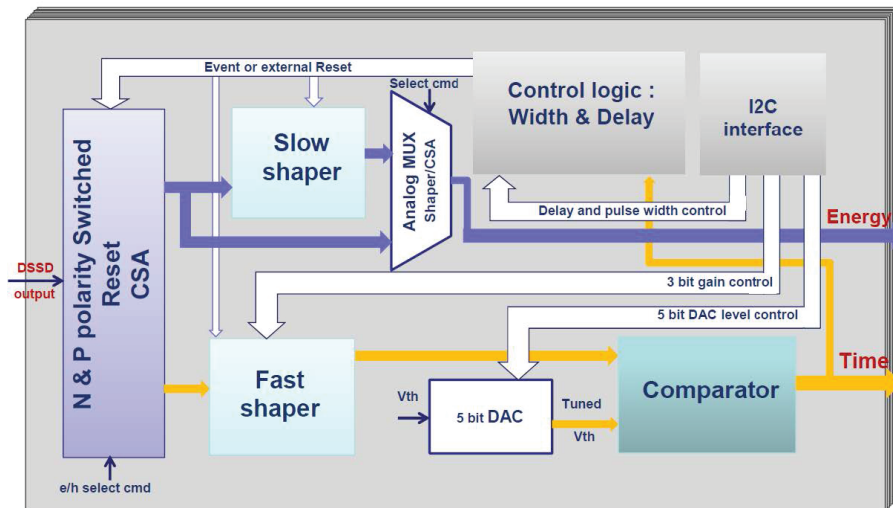 Event or external Reset
Select cmd
Control logic :
Width & Delay
I2C
interface
Slow
shaper
Analog MUX
Shaper/CSA
N & P polarity Switched
Reset
CSA
Delay and pulse width control
Energy
DSSD
output
3 bit gain control
5 bit DAC level control
Fast
shaper
Vth
5 bit DAC
Tuned
Vth
Comparator
Time
e/h select cmd